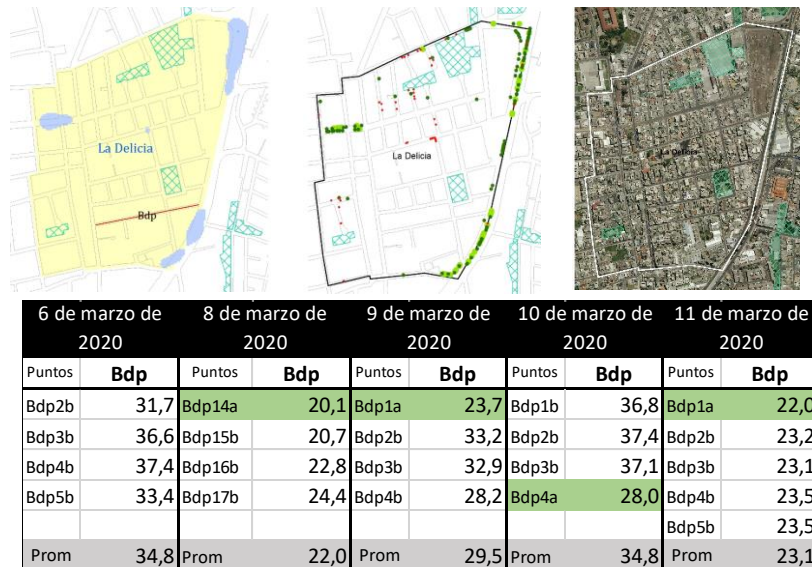 La Delicia
Bdp
La Delicia
La Delicia
6 de marzo de 2020 8 de marzo de 2020 9 de marzo de 2020 10 de marzo de 2020 11 de marzo de 2020
Puntos Bdp Puntos Bdp Puntos Bdp Puntos Bdp Puntos Bdp
Bdp2b 31,7 Bdp14a 20,1 Bdp1a 23,7 Bdp1b 36,8 Bdp1a 22,0
Bdp3b 36,6 Bdp15b 20,7 Bdp2b 33,2 Bdp2b 37,4 Bdp2b 23,2
Bdp4b 37,4 Bdp16b 22,8 Bdp3b 32,9 Bdp3b 37,1 Bdp3b 23,1
Bdp5b 33,4 Bdp17b 24,4 Bdp4b 28,2 Bdp4a 28,0 Bdp4b 23,5
Bdp5b 23,5
Prom 34,8 Prom 22,0 Prom 29,5 Prom 34,8 Prom 23,1